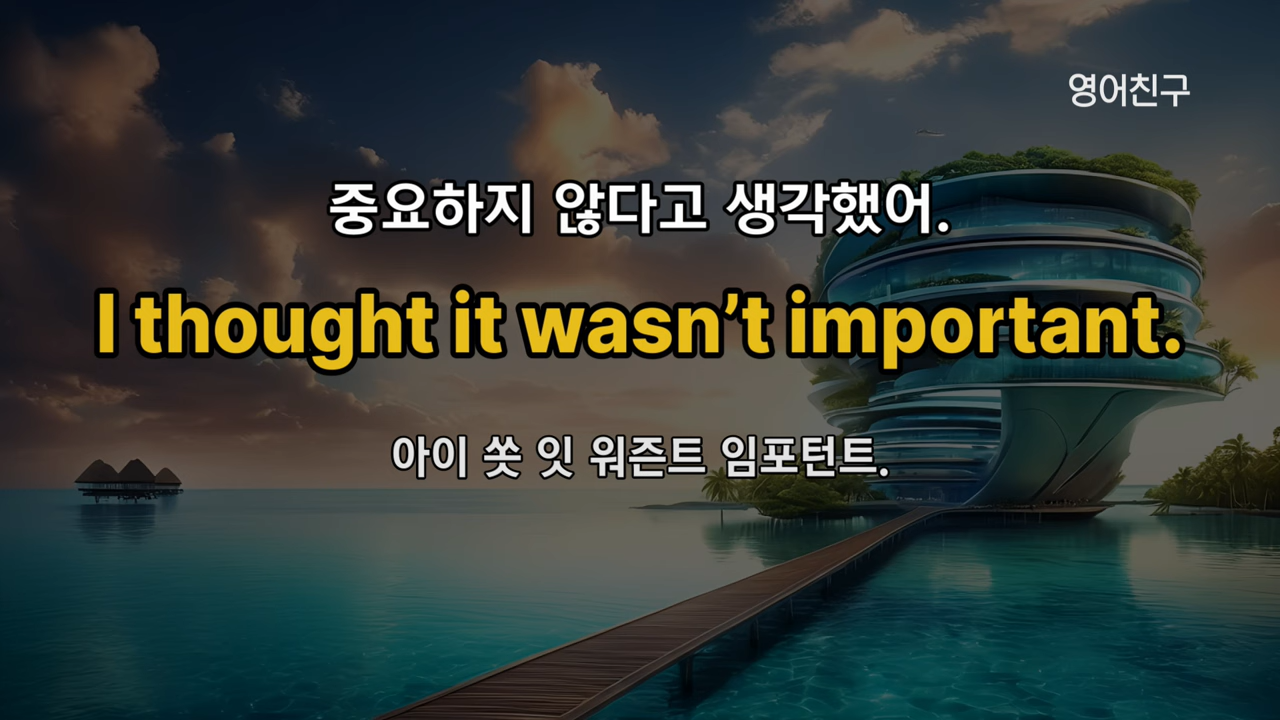 영어친구
중요하지 않다고 생각했어.
I thought it wasn’t important.
아이 쏫 잇 워즌트 임포턴트.